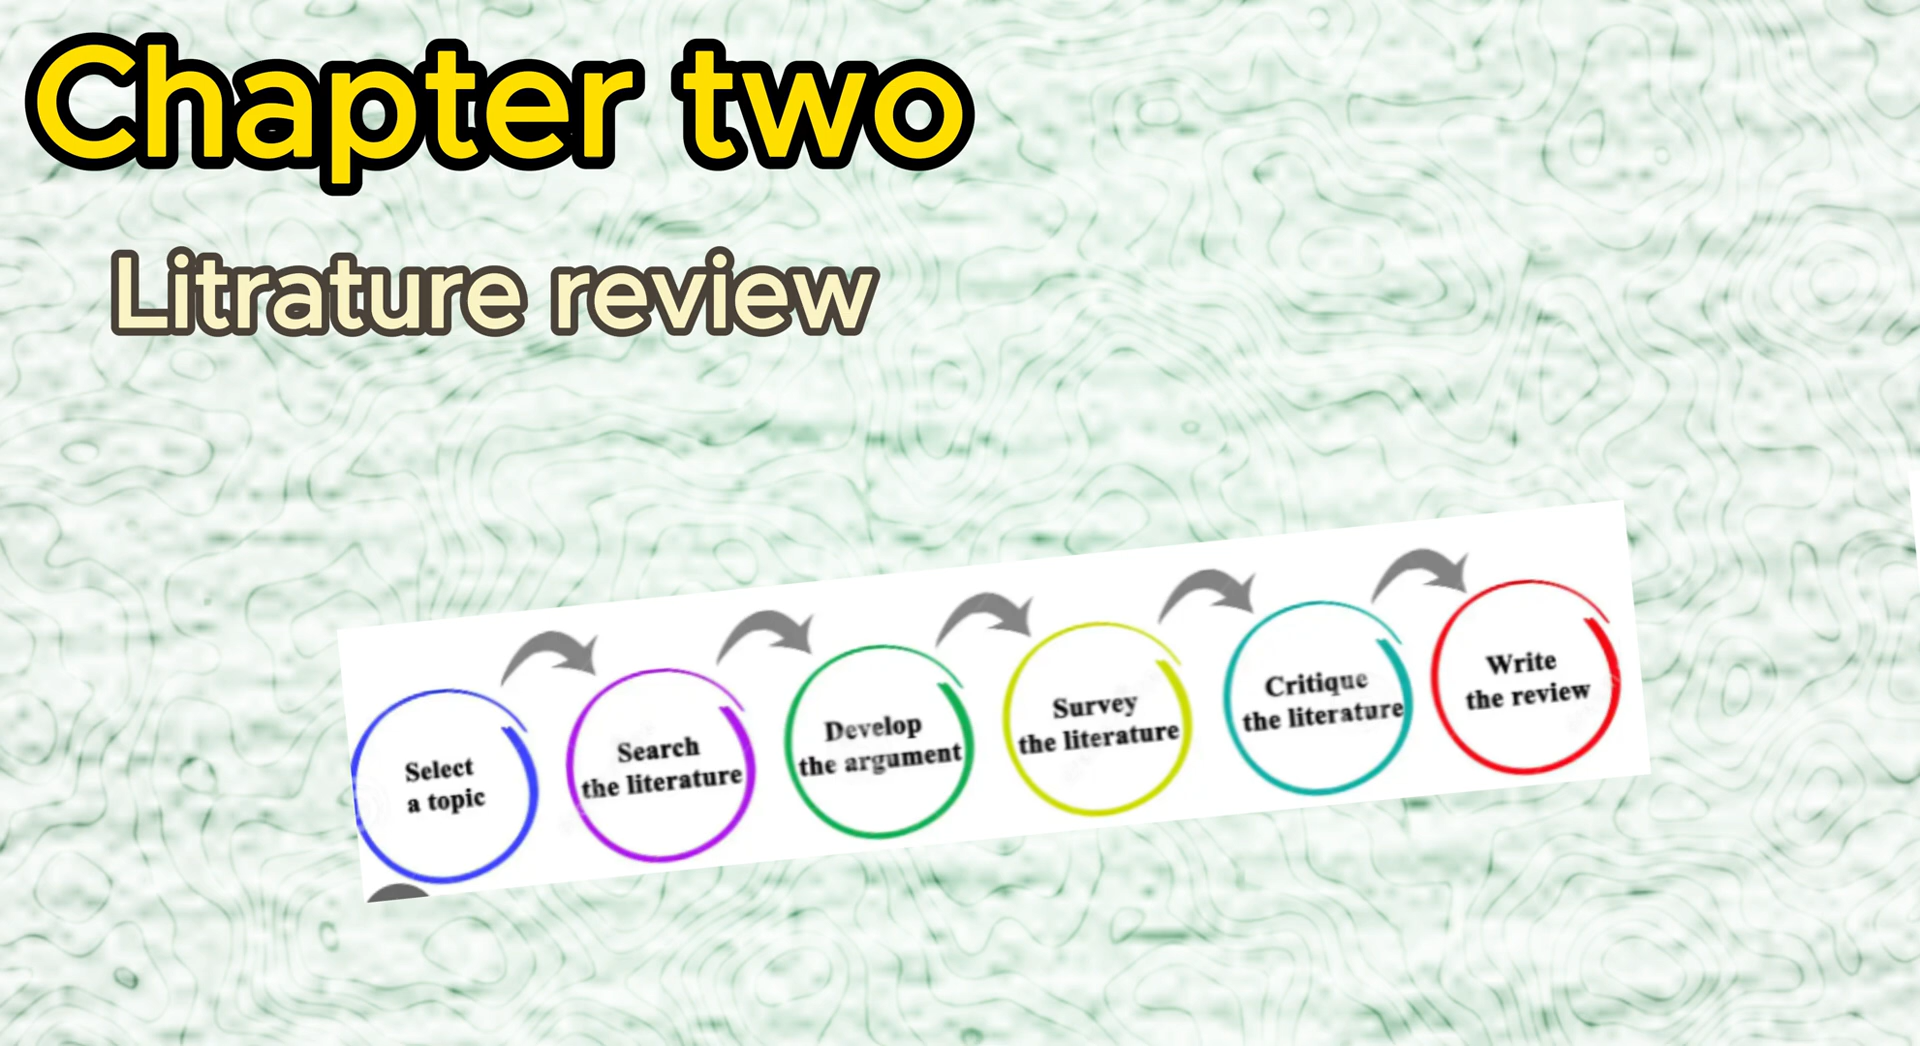 Chapter two
Litrature review
Select
a topic
Search
the literature
Develop
the argument
Survey
the literature
Critique
the literature
Write
the review